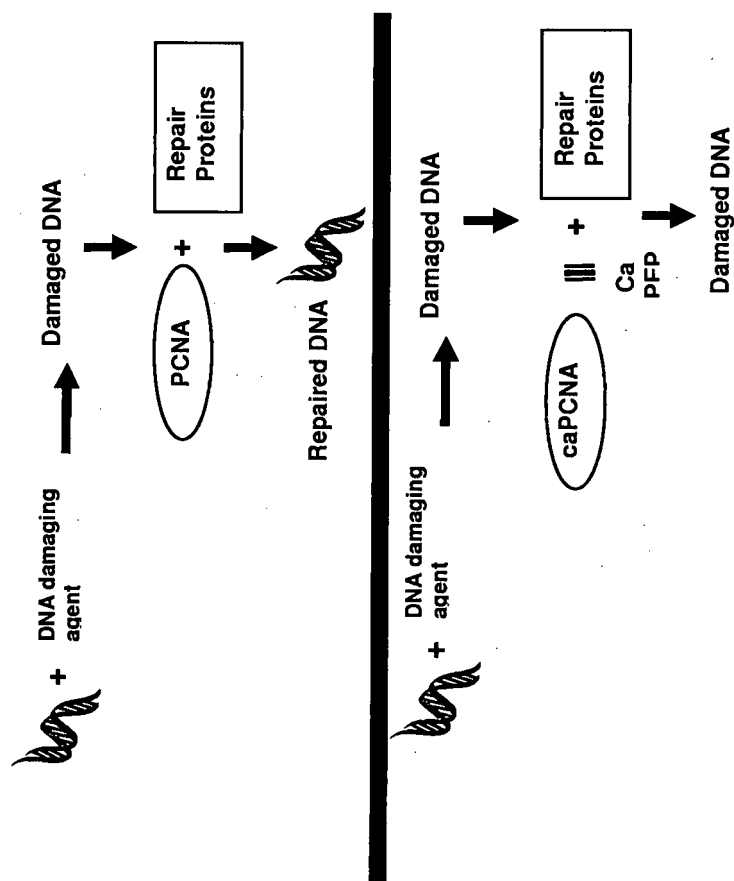 + DNA damaging
agent
Damaged DNA
PCNA
+
Repair
Proteins
Repaired DNA
+ DNA damaging
agent
Damaged DNA
caPCNA
Ca
PFP
+
Repair
Proteins
Damaged DNA